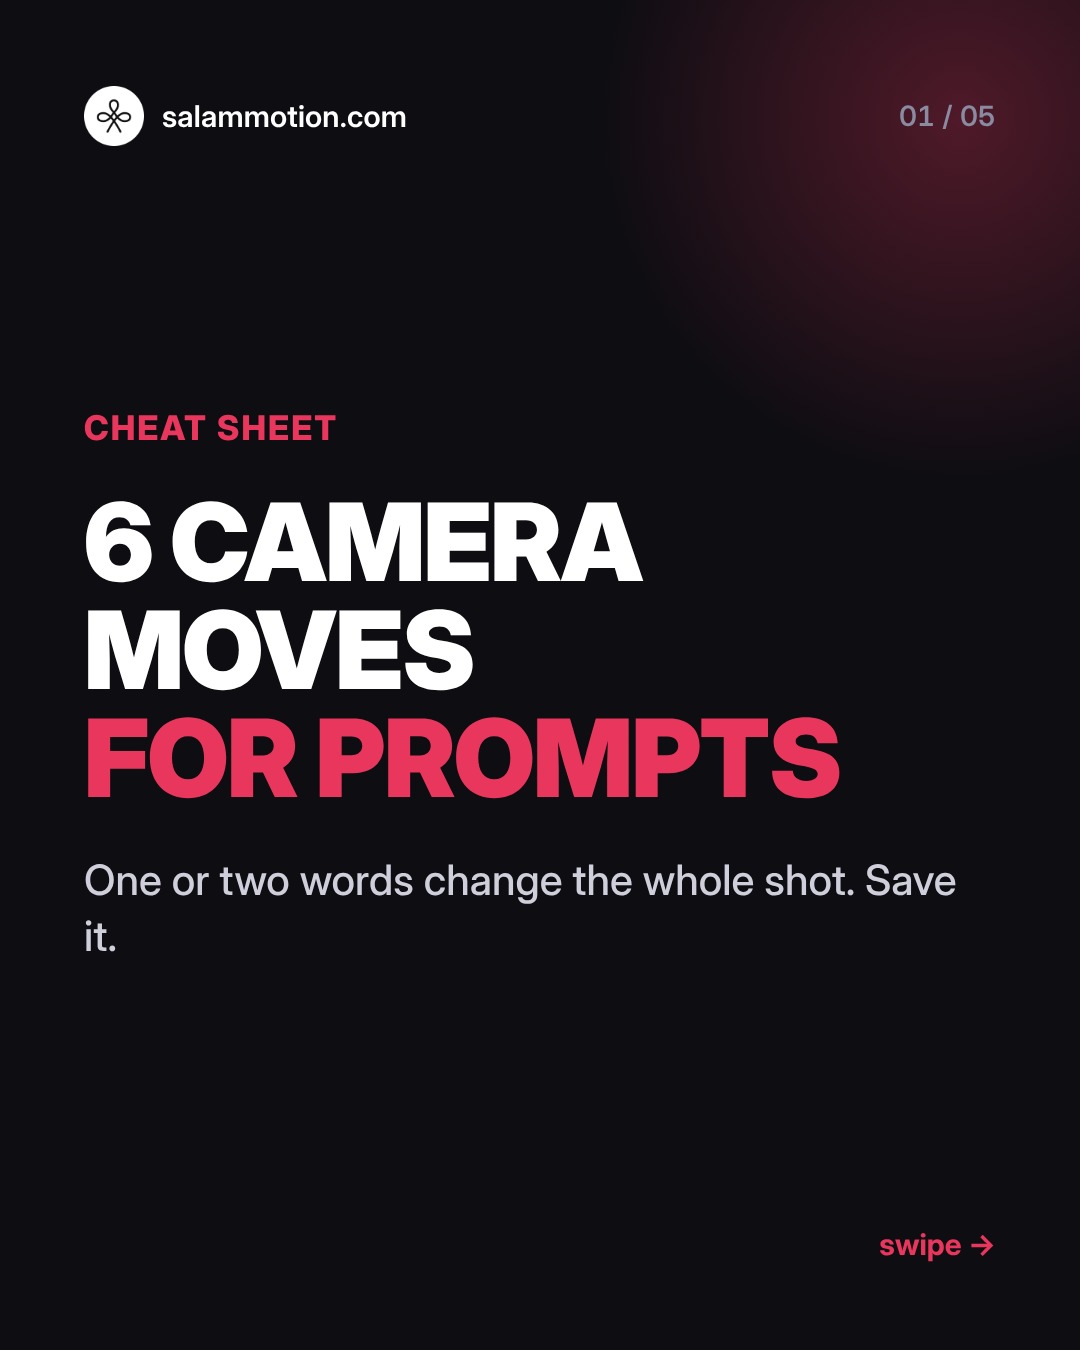 salammotion.com
01 / 05
CHEAT SHEET
6 CAMERA
MOVES
FOR PROMPTS
One or two words change the whole shot. Save
it.
swipe →